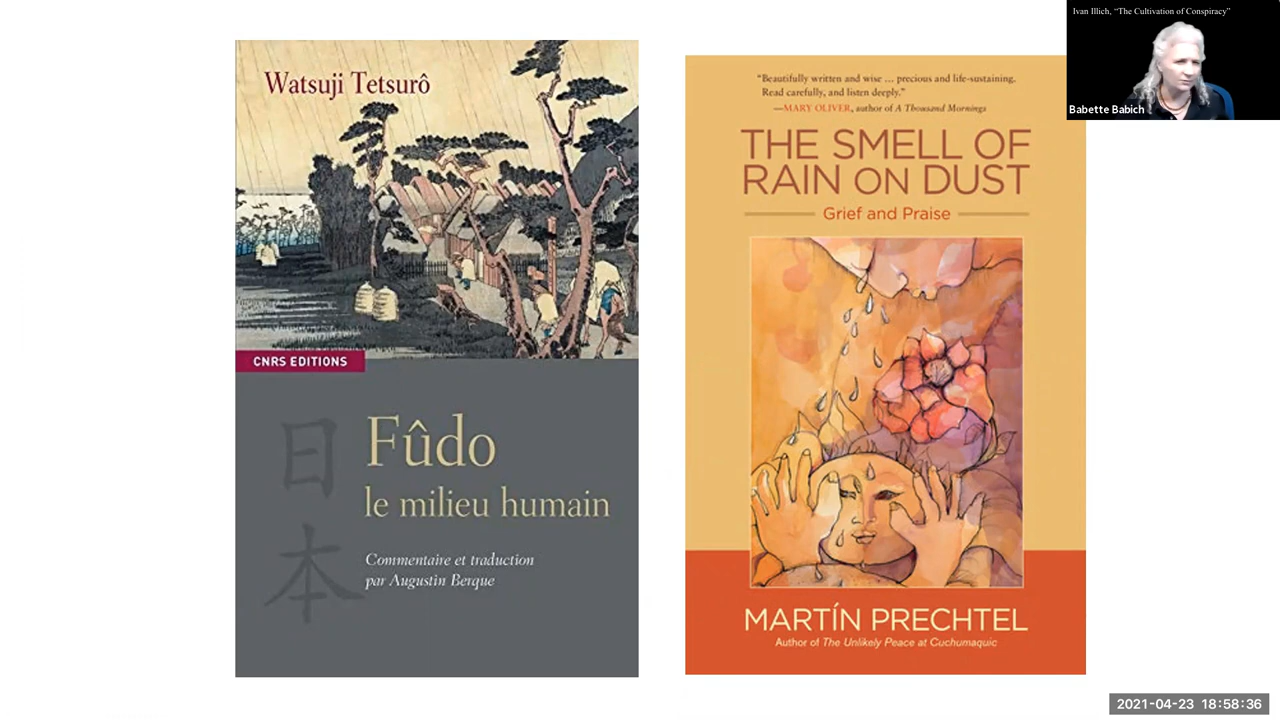 Watsuji Tetsurô
CNRS EDITIONS
日
本
Fûdo
le milieu humain
Commentaire et traduction
par Augustin Berque
“Beautifully written and wise ... precious and life-sustaining.
Read carefully, and listen deeply.”
—MARY OLIVER, author of A Thousand Mornings
THE SMELL OF
RAIN ON DUST
Grief and Praise
MARTÍN PRECHTEL
Author of The Unlikely Peace at Cuchumaquic
Ivan Illich, “The Cultivation of Conspiracy”
Babette Babich
2021-04-23 18:58:36